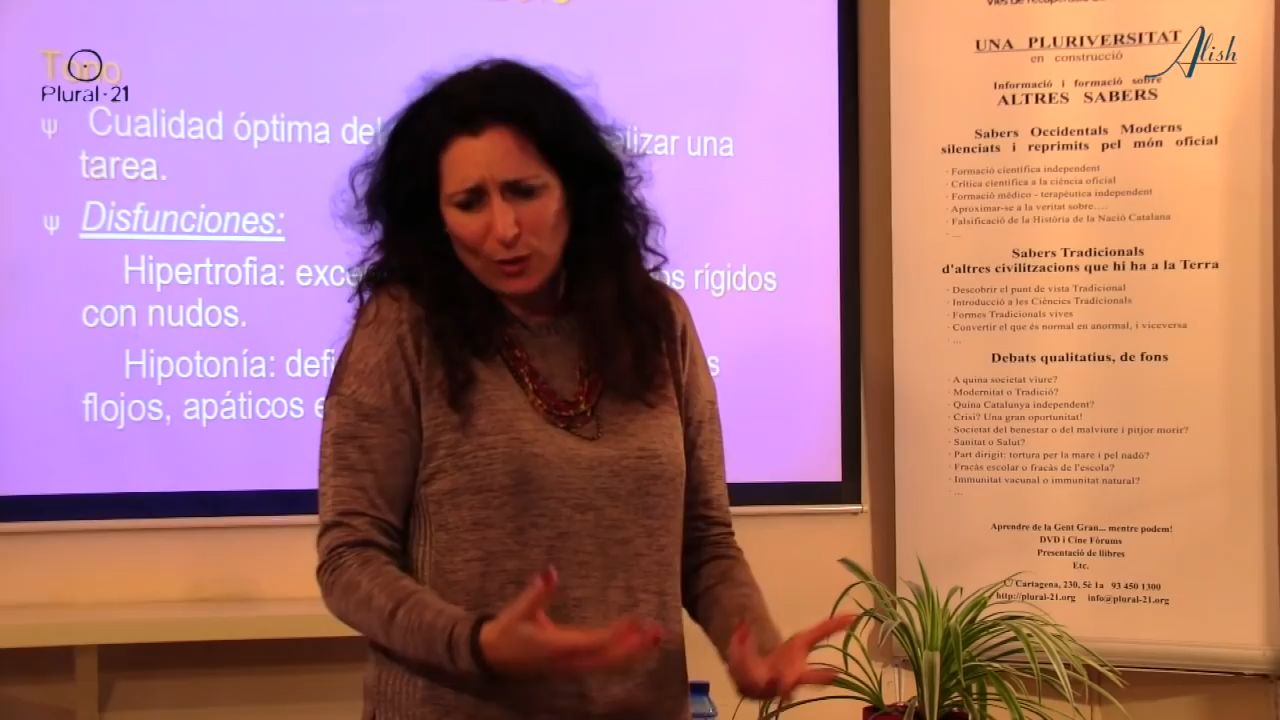 Tono
Plural-21
ψ Cualidad óptima del
alizar una
tarea.
ψ Disfunciones:
Hipertrofia: exce
os rígidos
con nudos.
Hipotonía: defi
s
flojos, apáticos e
UNA PLURIVERSITAT
en construcció
Alish
Informació i formació sobre
ALTRES SABERS
Sabers Occidentals Moderns
silenciats i reprimits pel món oficial
· Formació científica independent
· Crítica científica a la ciència oficial
· Formació mèdico - terapèutica independent
· Aproximar-se a la veritat sobre....
· Falsificació de la Història de la Nació Catalana
· ...
Sabers Tradicionals
d'altres civilitzacions que hi ha a la Terra
· Descobrir el punt de vista Tradicional
· Introducció a les Ciències Tradicionals
· Formes Tradicionals vives
· Convertir el que és normal en anormal, i viceversa
· ...
Debats qualitatius, de fons
· A quina societat viure?
· Modernitat o Tradició?
· Quina Catalunya independent?
· Crisi? Una gran oportunitat!
· Societat del benestar o del malviure i pitjor morir?
· Sanitat o Salut?
· Part dirigit: tortura per la mare i pel nadó?
· Fracàs escolar o fracàs de l'escola?
· Immunitat vacunal o immunitat natural?
· ...
Aprendre de la Gent Gran... mentre podem!
DVD i Cine Fòrums
Presentació de llibres
Etc.
C/ Cartagena, 230, 5è 1a 93 450 1300
http://plural-21.org info@plural-21.org